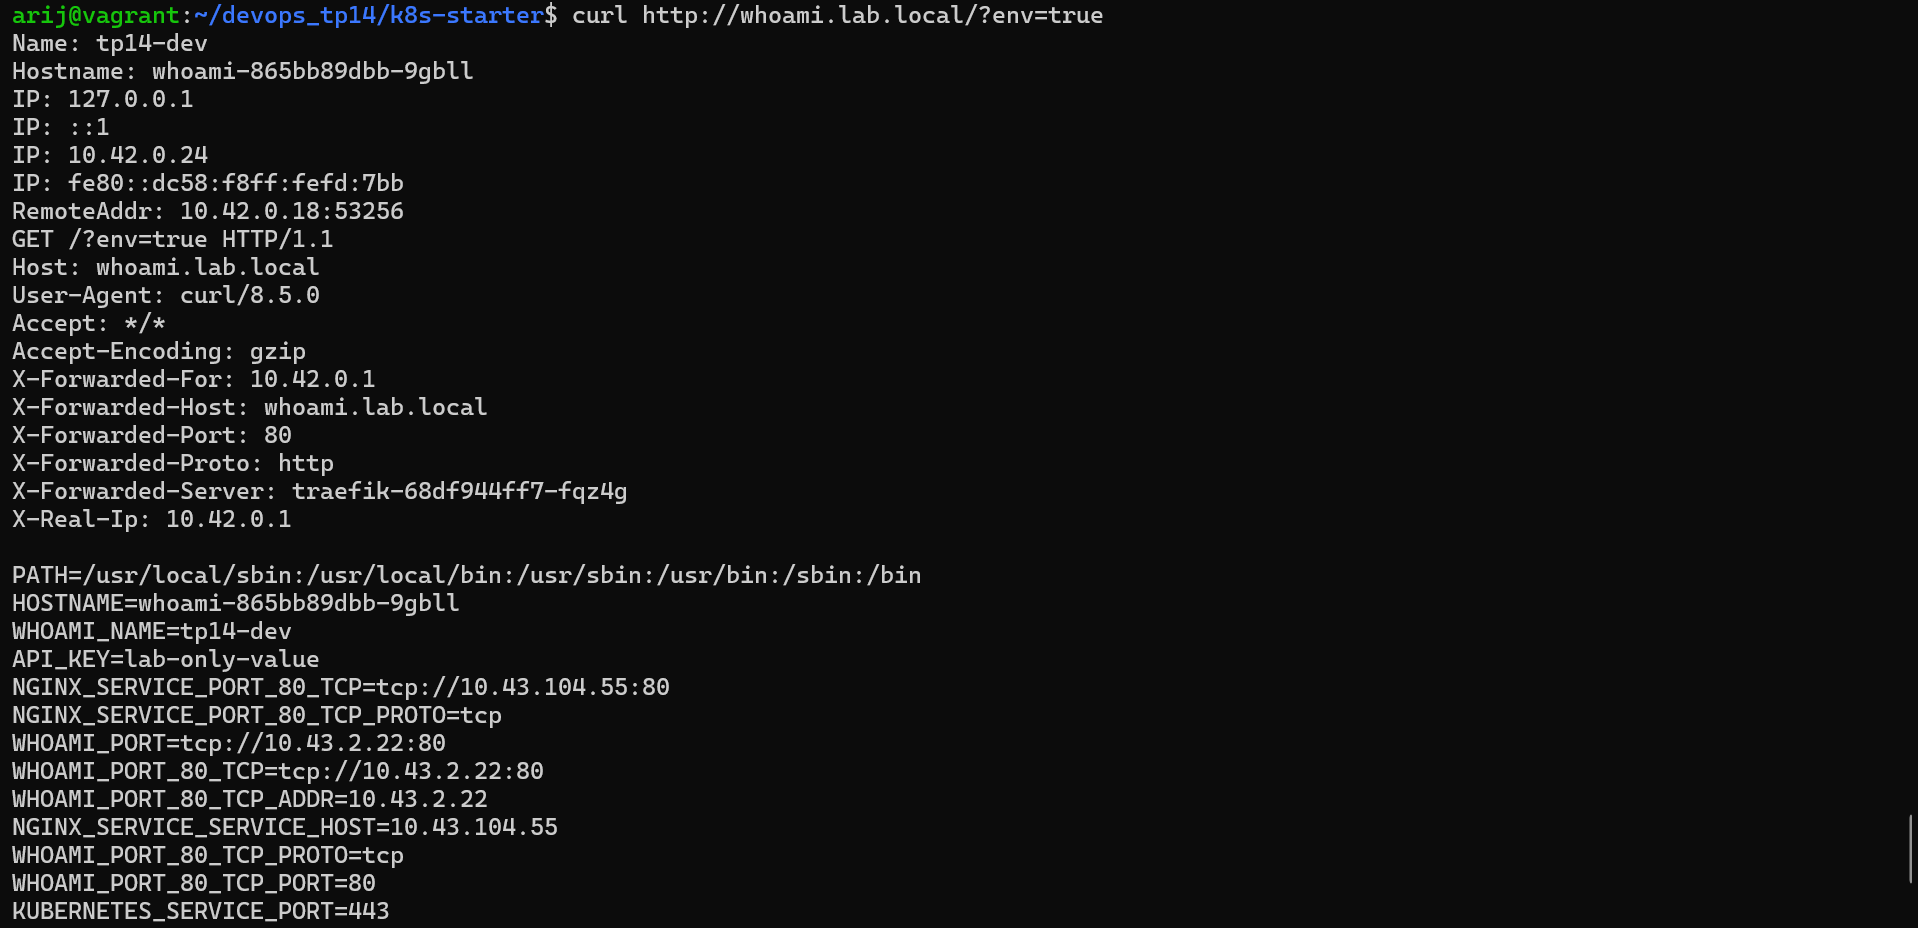 arij@vagrant:~/devops_tp14/k8s-starter$ curl http://whoami.lab.local/?env=true
Name: tp14-dev
Hostname: whoami-865bb89dbb-9gbll
IP: 127.0.0.1
IP: ::1
IP: 10.42.0.24
IP: fe80::dc58:f8ff:fefd:7bb
RemoteAddr: 10.42.0.18:53256
GET /?env=true HTTP/1.1
Host: whoami.lab.local
User-Agent: curl/8.5.0
Accept: */*
Accept-Encoding: gzip
X-Forwarded-For: 10.42.0.1
X-Forwarded-Host: whoami.lab.local
X-Forwarded-Port: 80
X-Forwarded-Proto: http
X-Forwarded-Server: traefik-68df944ff7-fqz4g
X-Real-Ip: 10.42.0.1

PATH=/usr/local/sbin:/usr/local/bin:/usr/sbin:/usr/bin:/sbin:/bin
HOSTNAME=whoami-865bb89dbb-9gbll
WHOAMI_NAME=tp14-dev
API_KEY=lab-only-value
NGINX_SERVICE_PORT_80_TCP=tcp://10.43.104.55:80
NGINX_SERVICE_PORT_80_TCP_PROTO=tcp
WHOAMI_PORT=tcp://10.43.2.22:80
WHOAMI_PORT_80_TCP=tcp://10.43.2.22:80
WHOAMI_PORT_80_TCP_ADDR=10.43.2.22
NGINX_SERVICE_SERVICE_HOST=10.43.104.55
WHOAMI_PORT_80_TCP_PROTO=tcp
WHOAMI_PORT_80_TCP_PORT=80
KUBERNETES_SERVICE_PORT=443